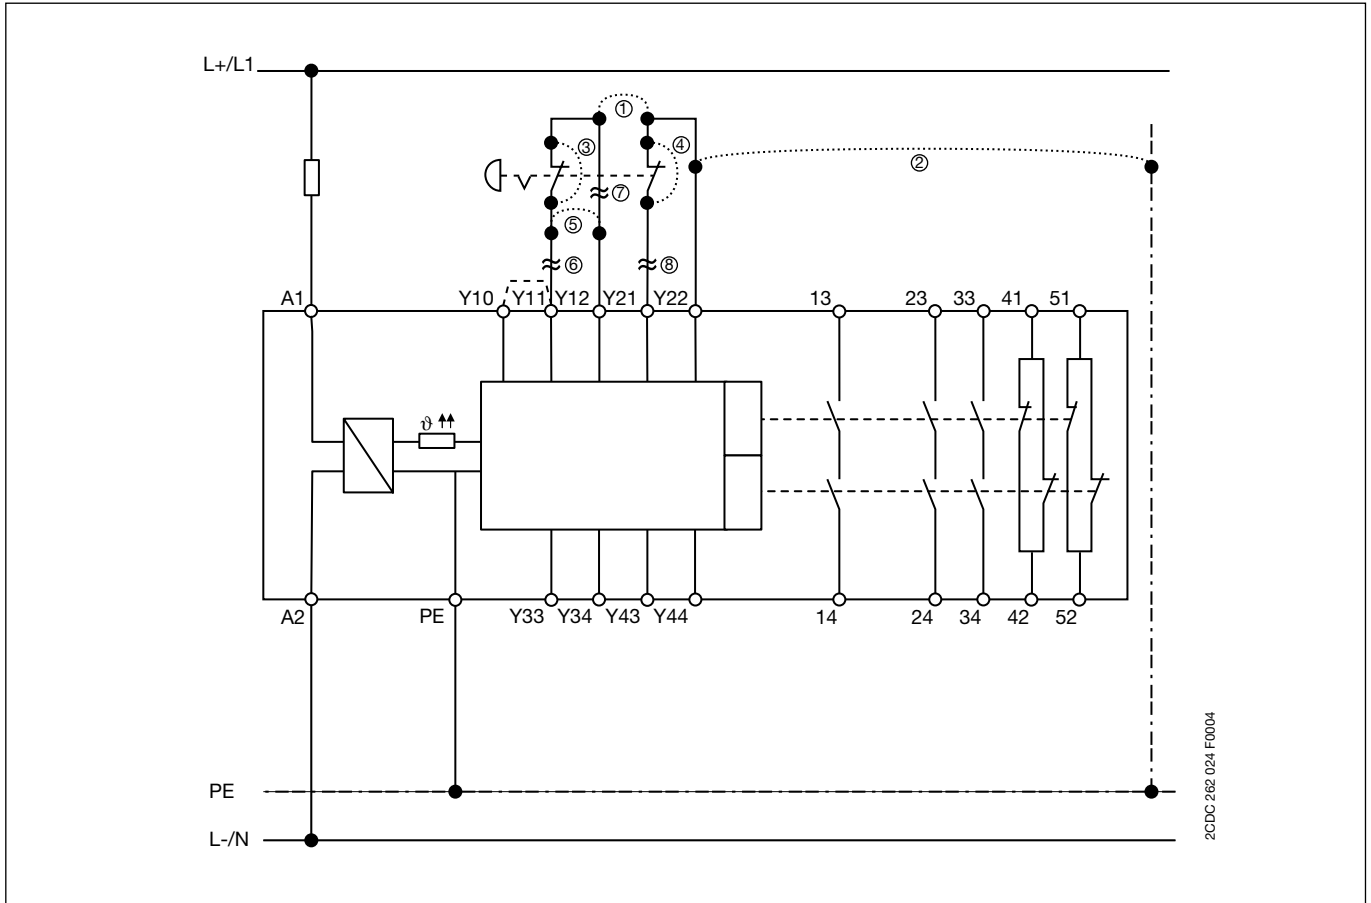 L+/L1
①
③
④
②
⑦
⑤
⑥
⑧
A1
Y10
Y11
Y12
Y21
Y22
13
23
33
41
51
ϑ
A2
PE
Y33
Y34
Y43
Y44
14
24
34
42
52
PE
L-/N
2CDC 262 024 F0004